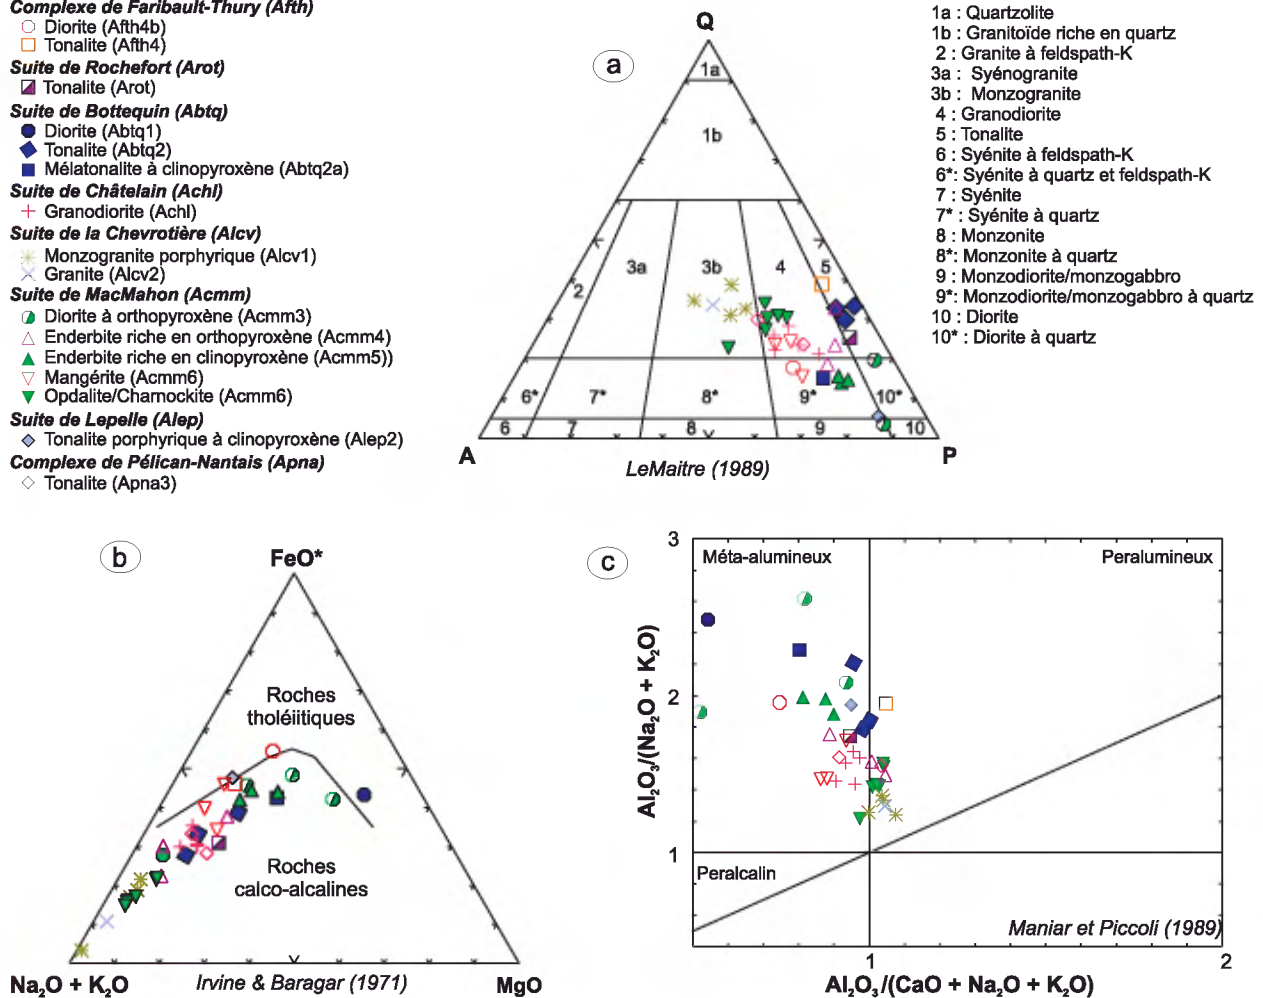 Complexe de Faribault-Thury (Afth)
Diorite (Afth4b)
Tonalite (Afth4)
Suite de Rochefort (Arot)
Tonalite (Arot)
Suite de Bottequin (Abtq)
Diorite (Abtq1)
Tonalite (Abtq2)
Mélatonalite à clinopyroxène (Abtq2a)
Suite de Châtelain (Achl)
Granodiorite (Achl)
Suite de la Chevrotière (Alcv)
Monzogranite porphyrique (Alcv1)
Granite (Alcv2)
Suite de MacMahon (Acmm)
Diorite à orthopyroxène (Acmm3)
Enderbite riche en orthopyroxène (Acmm4)
Enderbite riche en clinopyroxène (Acmm5))
Mangérite (Acmm6)
Opdalite/Charnockite (Acmm6)
Suite de Lepelle (Alep)
Tonalite porphyrique à clinopyroxène (Alep2)
Complexe de Pélican-Nantais (Apna)
Tonalite (Apna3)
a
Q
1a
1b
3a
3b
4
5
2
6*
7*
8*
9*
10*
6
7
8
9
10
A
P
LeMaitre (1989)
1a : Quartzolite
1b : Granitoïde riche en quartz
2 : Granite à feldspath-K
3a : Syénogranite
3b : Monzogranite
4 : Granodiorite
5 : Tonalite
6 : Syénite à feldspath-K
6*: Syénite à quartz et feldspath-K
7 : Syénite
7* : Syénite à quartz
8 : Monzonite
8*: Monzonite à quartz
9 : Monzodiorite/monzogabbro
9*: Monzodiorite/monzogabbro à quartz
10 : Diorite
10* : Diorite à quartz
b
FeO*
Roches
tholéiitiques
Roches
calco-alcalines
Na₂O + K₂O
Irvine & Baragar (1971)
MgO
c
3
Méta-alumineux
Peralumineux
Al₂O₃/(Na₂O + K₂O)
2
1
Peralcalin
Maniar et Piccoli (1989)
1
2
Al₂O₃/(CaO + Na₂O + K₂O)